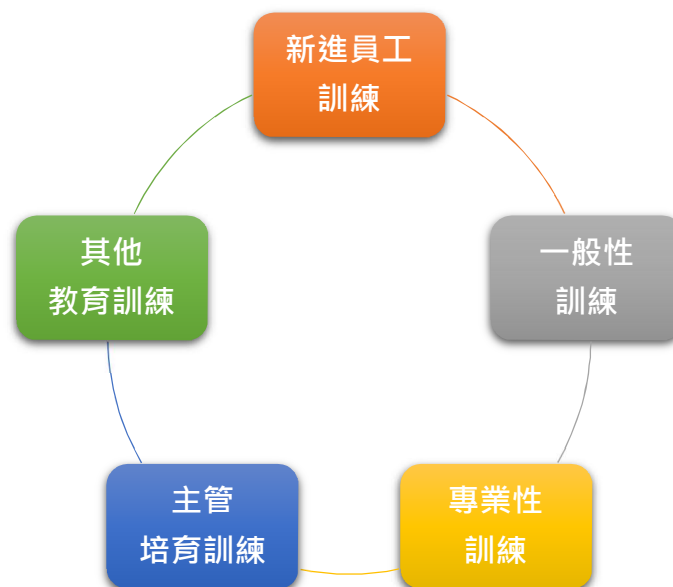 新進員工
訓練
一般性
訓練
專業性
訓練
主管
培育訓練
其他
教育訓練